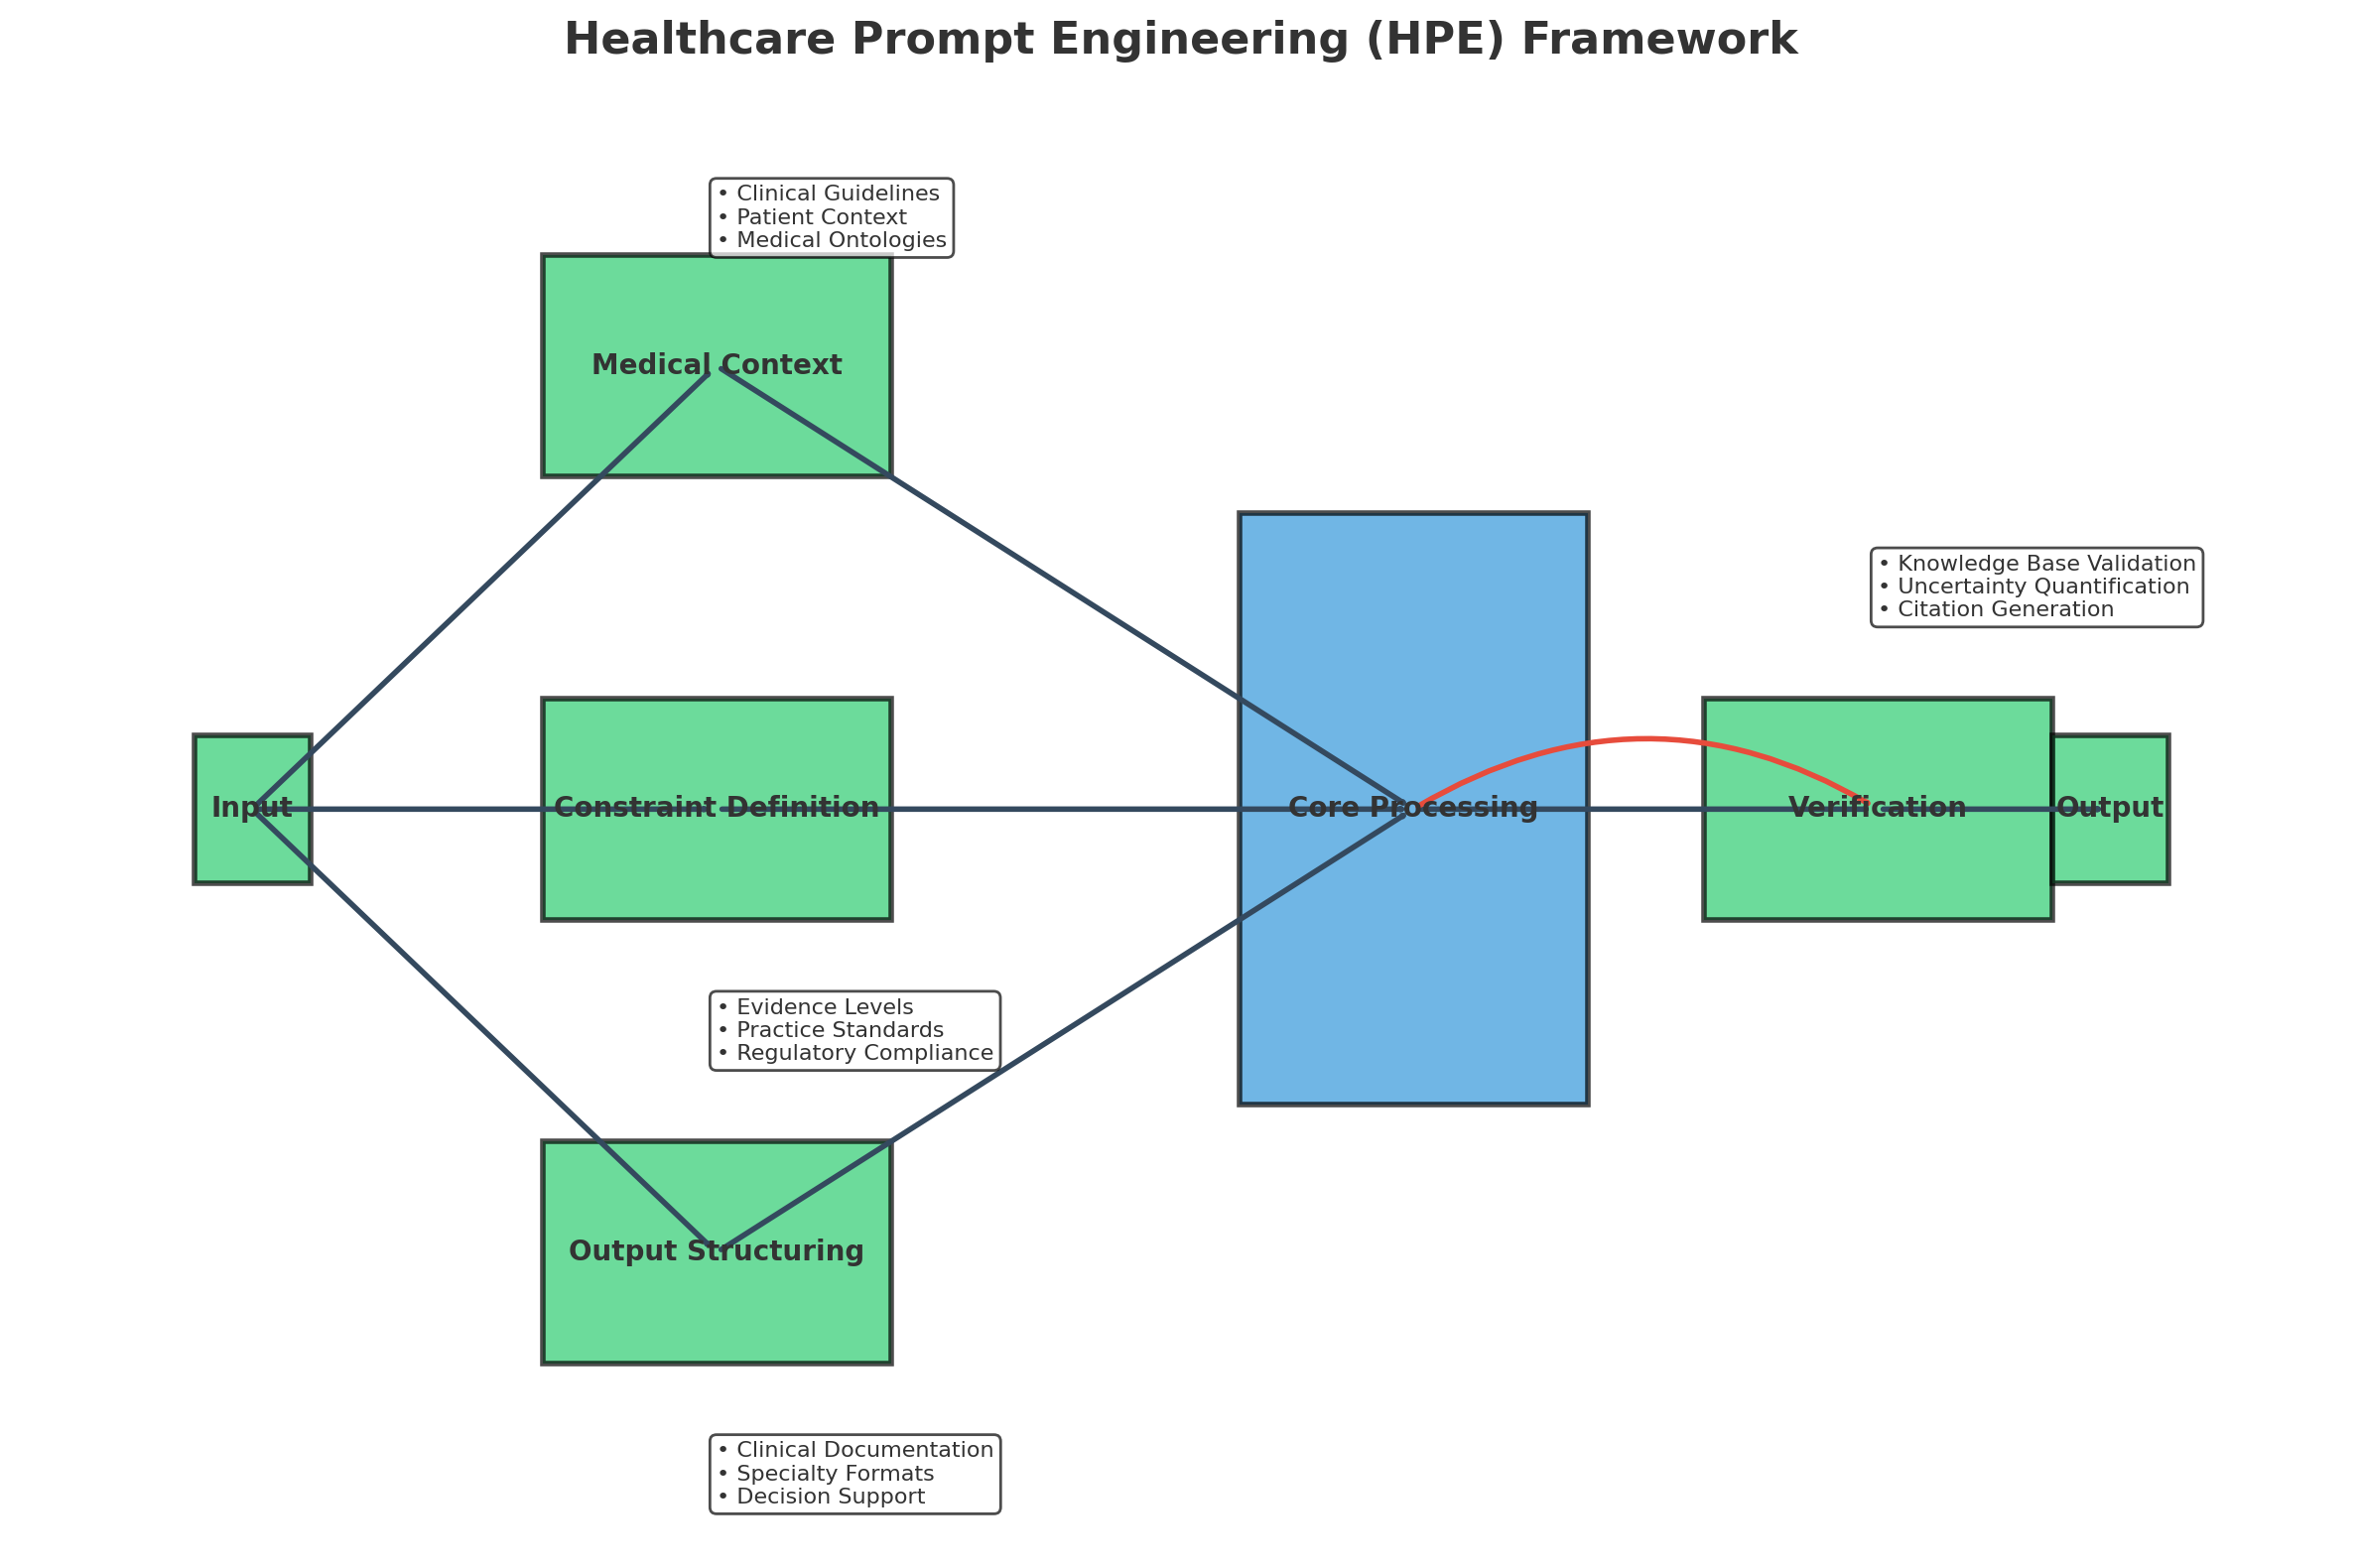 Healthcare Prompt Engineering (HPE) Framework
• Clinical Guidelines
• Patient Context
• Medical Ontologies
Medical Context
• Knowledge Base Validation
• Uncertainty Quantification
• Citation Generation
Input
Constraint Definition
Core Processing
Verification
Output
• Evidence Levels
• Practice Standards
• Regulatory Compliance
Output Structuring
• Clinical Documentation
• Specialty Formats
• Decision Support